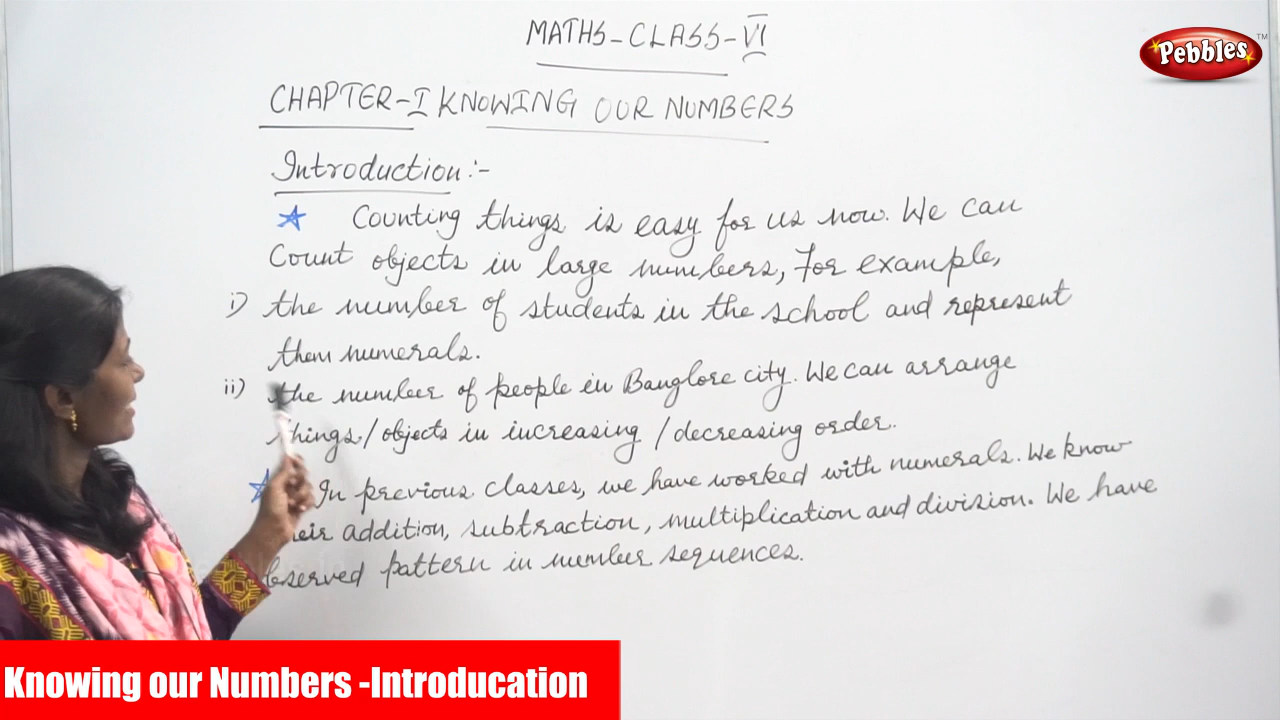 MATHS-CLASS-VI
Pebbles TM
CHAPTER-I KNOWING OUR NUMBERS
Introduction:-
Counting things is easy for us now. We can
Count objects in large numbers, For example,
i) the number of students in the school and represent
them numerals.
ii) the number of people in Banglore city. We can arrange
things/objects in increasing/decreasing order.
In previous classes, we have worked with numerals. We know
their addition, subtraction, multiplication and division. We have
bserved pattern in number sequences.
Knowing our Numbers -Introducation